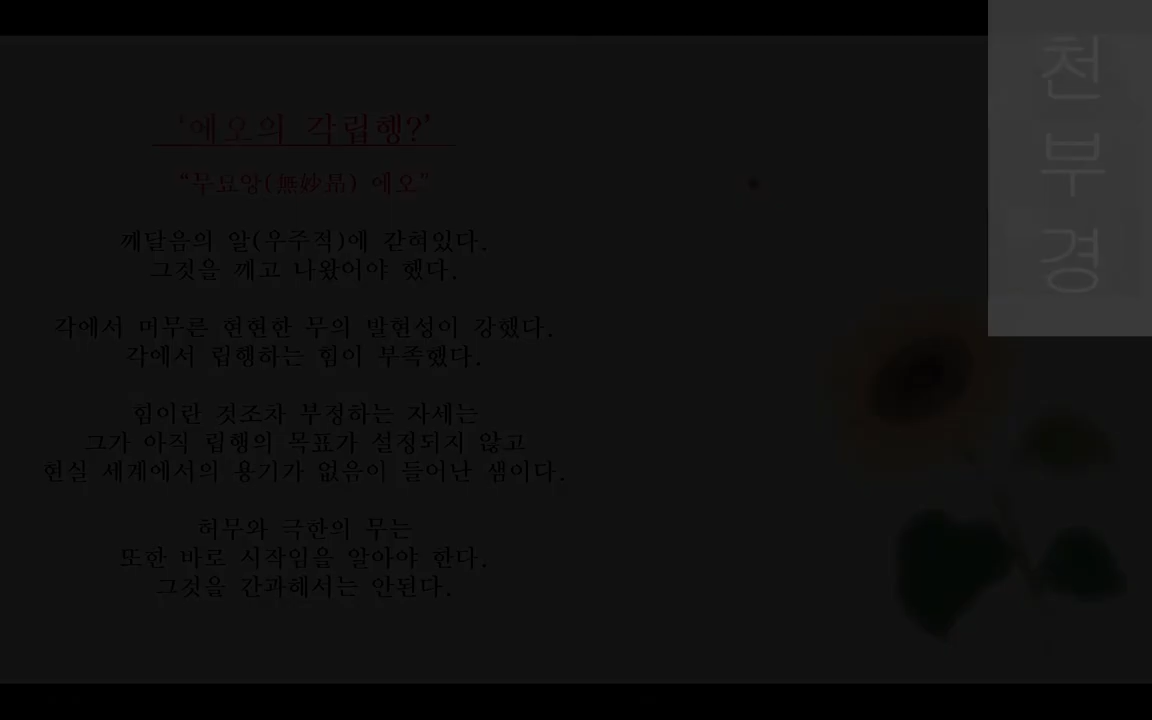 ‘에오의 각립행?’
“무묘앙(無妙昻) 에오”
깨달음의 알(우주적)에 갇혀있다.
그것을 깨고 나왔어야 했다.
각에서 머무른 현현한 무의 발현성이 강했다.
각에서 립행하는 힘이 부족했다.
힘이란 것조차 부정하는 자세는
그가 아직 립행의 목표가 설정되지 않고
현실 세계에서의 용기가 없음이 들어난 샘이다.
허무와 극한의 무는
또한 바로 시작임을 알아야 한다.
그것을 간과해서는 안된다.
천
부
경